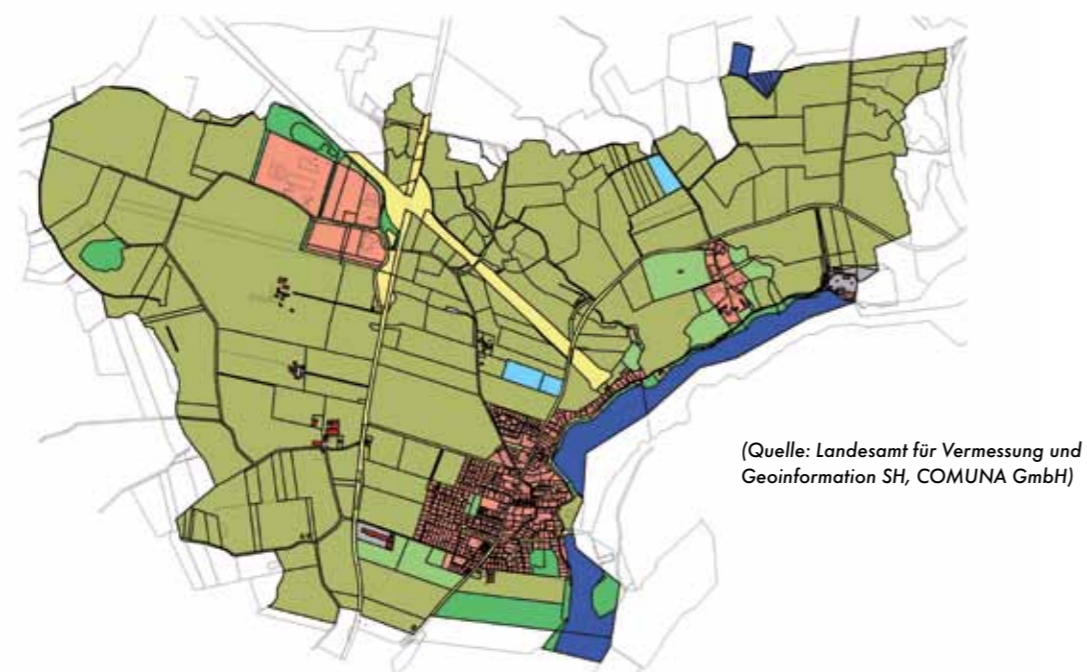 (Quelle: Landesamt für Vermessung und
Geoinformation SH, COMUNA GmbH)